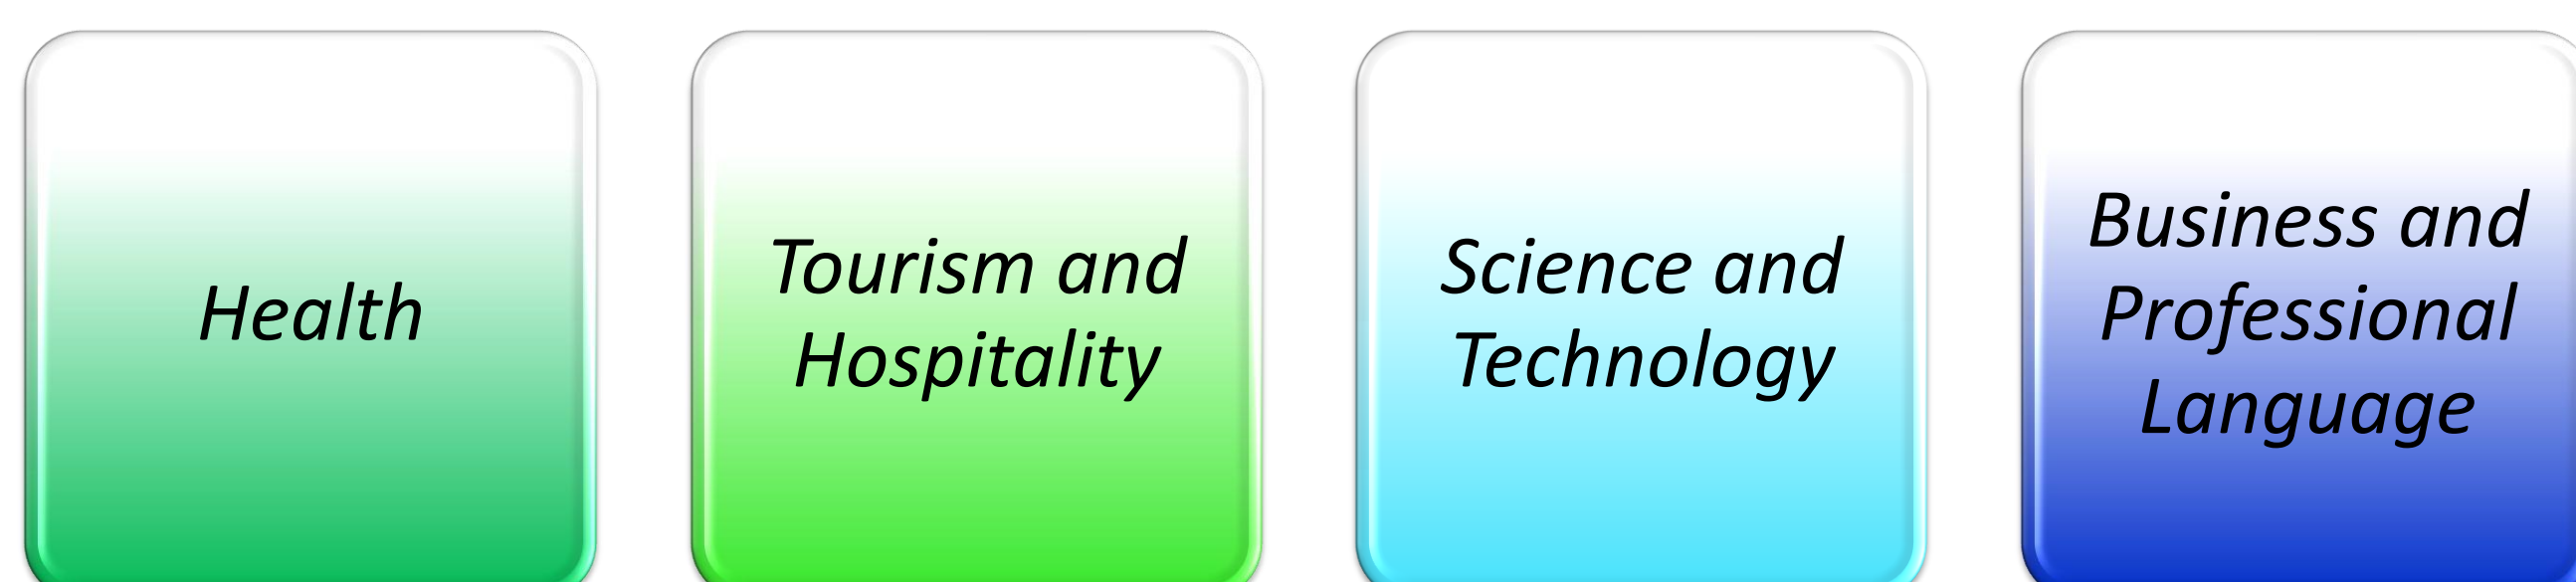 Health
Tourism and
Hospitality
Science and
Technology
Business and
Professional
Language